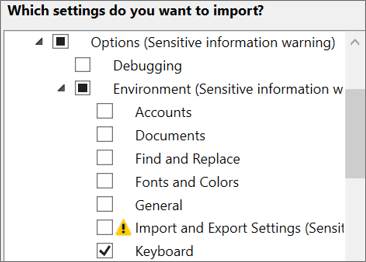 Which settings do you want to import?
Options (Sensitive information warning)
Debugging
Environment (Sensitive information w
Accounts
Documents
Find and Replace
Fonts and Colors
General
Import and Export Settings (Sensit
Keyboard